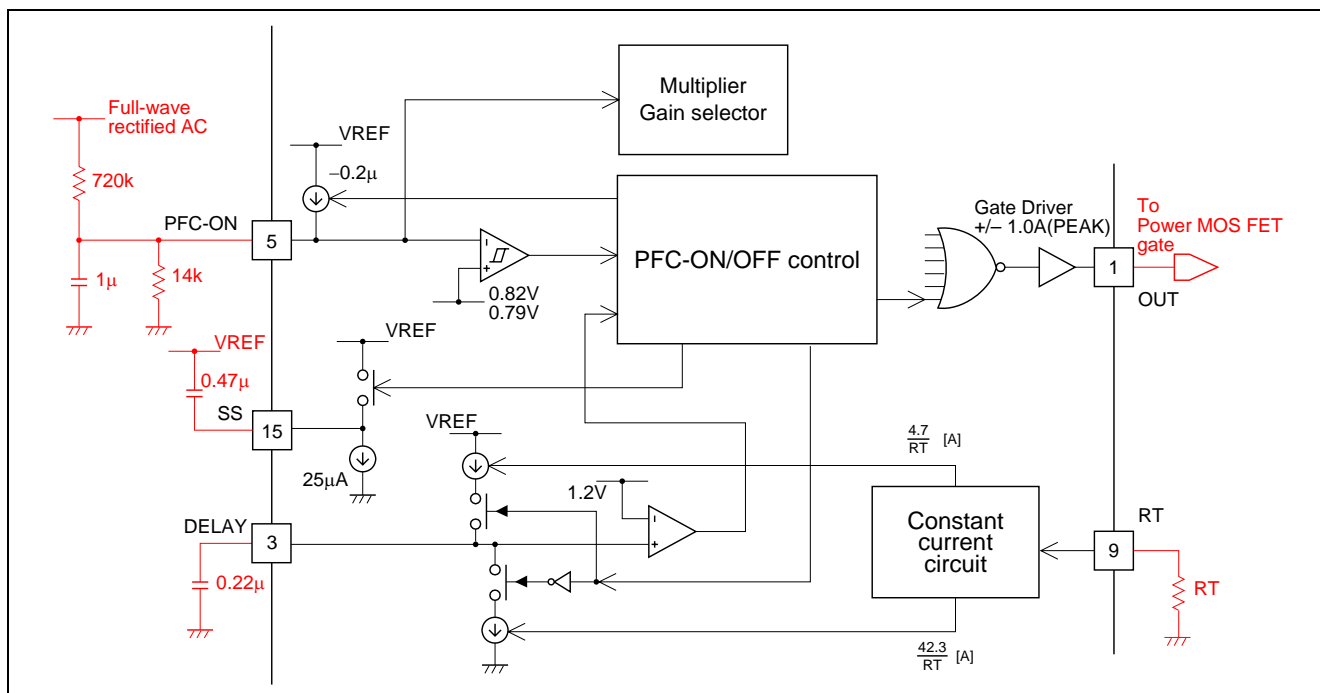 Full-wave
rectified AC
720k
PFC-ON
5
1μ
14k
VREF
−0.2μ
Multiplier
Gain selector
0.82V
0.79V
PFC-ON/OFF control
Gate Driver
+/− 1.0A(PEAK)
1
OUT
To
Power MOS FET
gate
VREF
0.47μ
SS
15
VREF
25μA
VREF
DELAY
3
0.22μ
1.2V
4.7
RT [A]
Constant
current
circuit
42.3
RT [A]
RT
9
RT